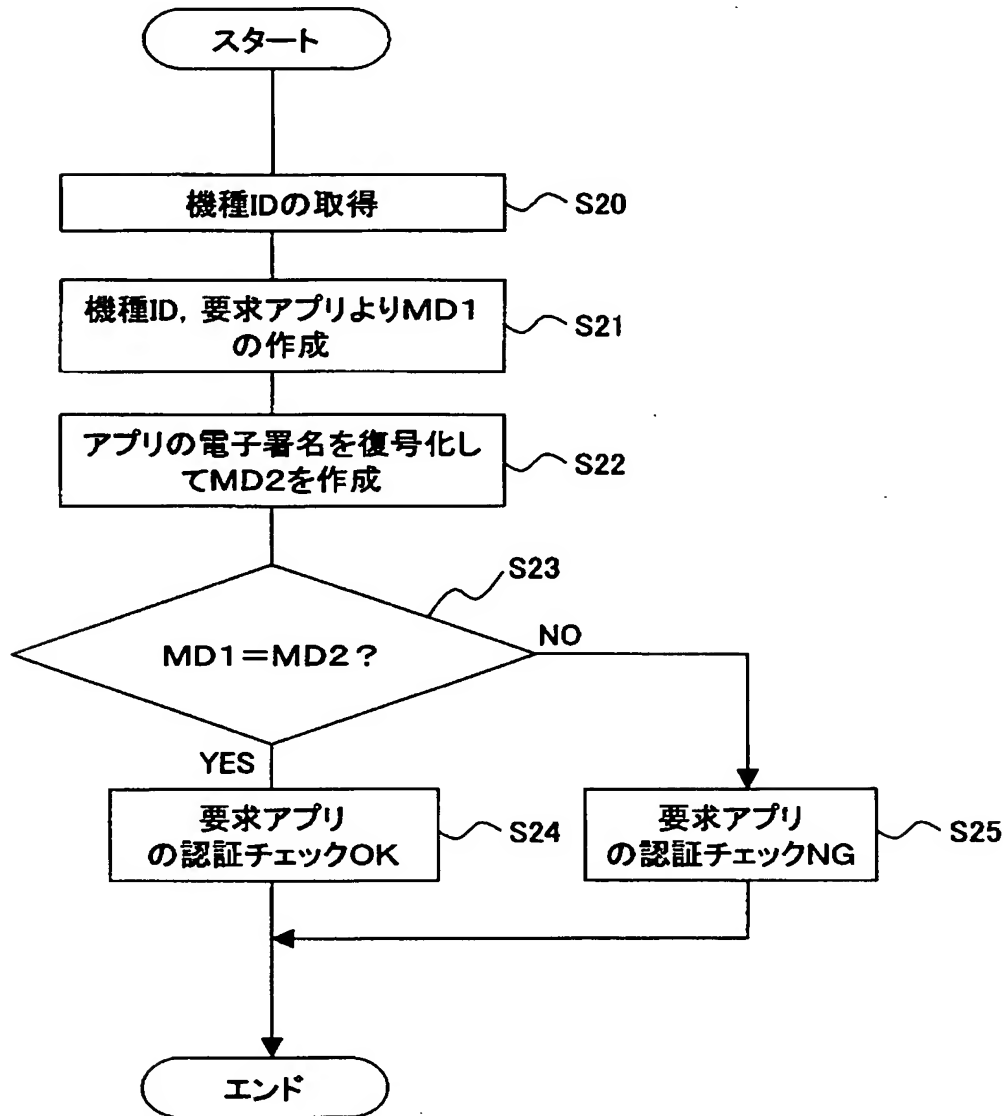 スタート
機種IDの取得
S20
機種ID, 要求アプリよりMD1
の作成
S21
アプリの電子署名を復号化し
てMD2を作成
S22
S23
MD1=MD2?
NO
YES
要求アプリ
の認証チェックOK
S24
要求アプリ
の認証チェックNG
S25
エンド